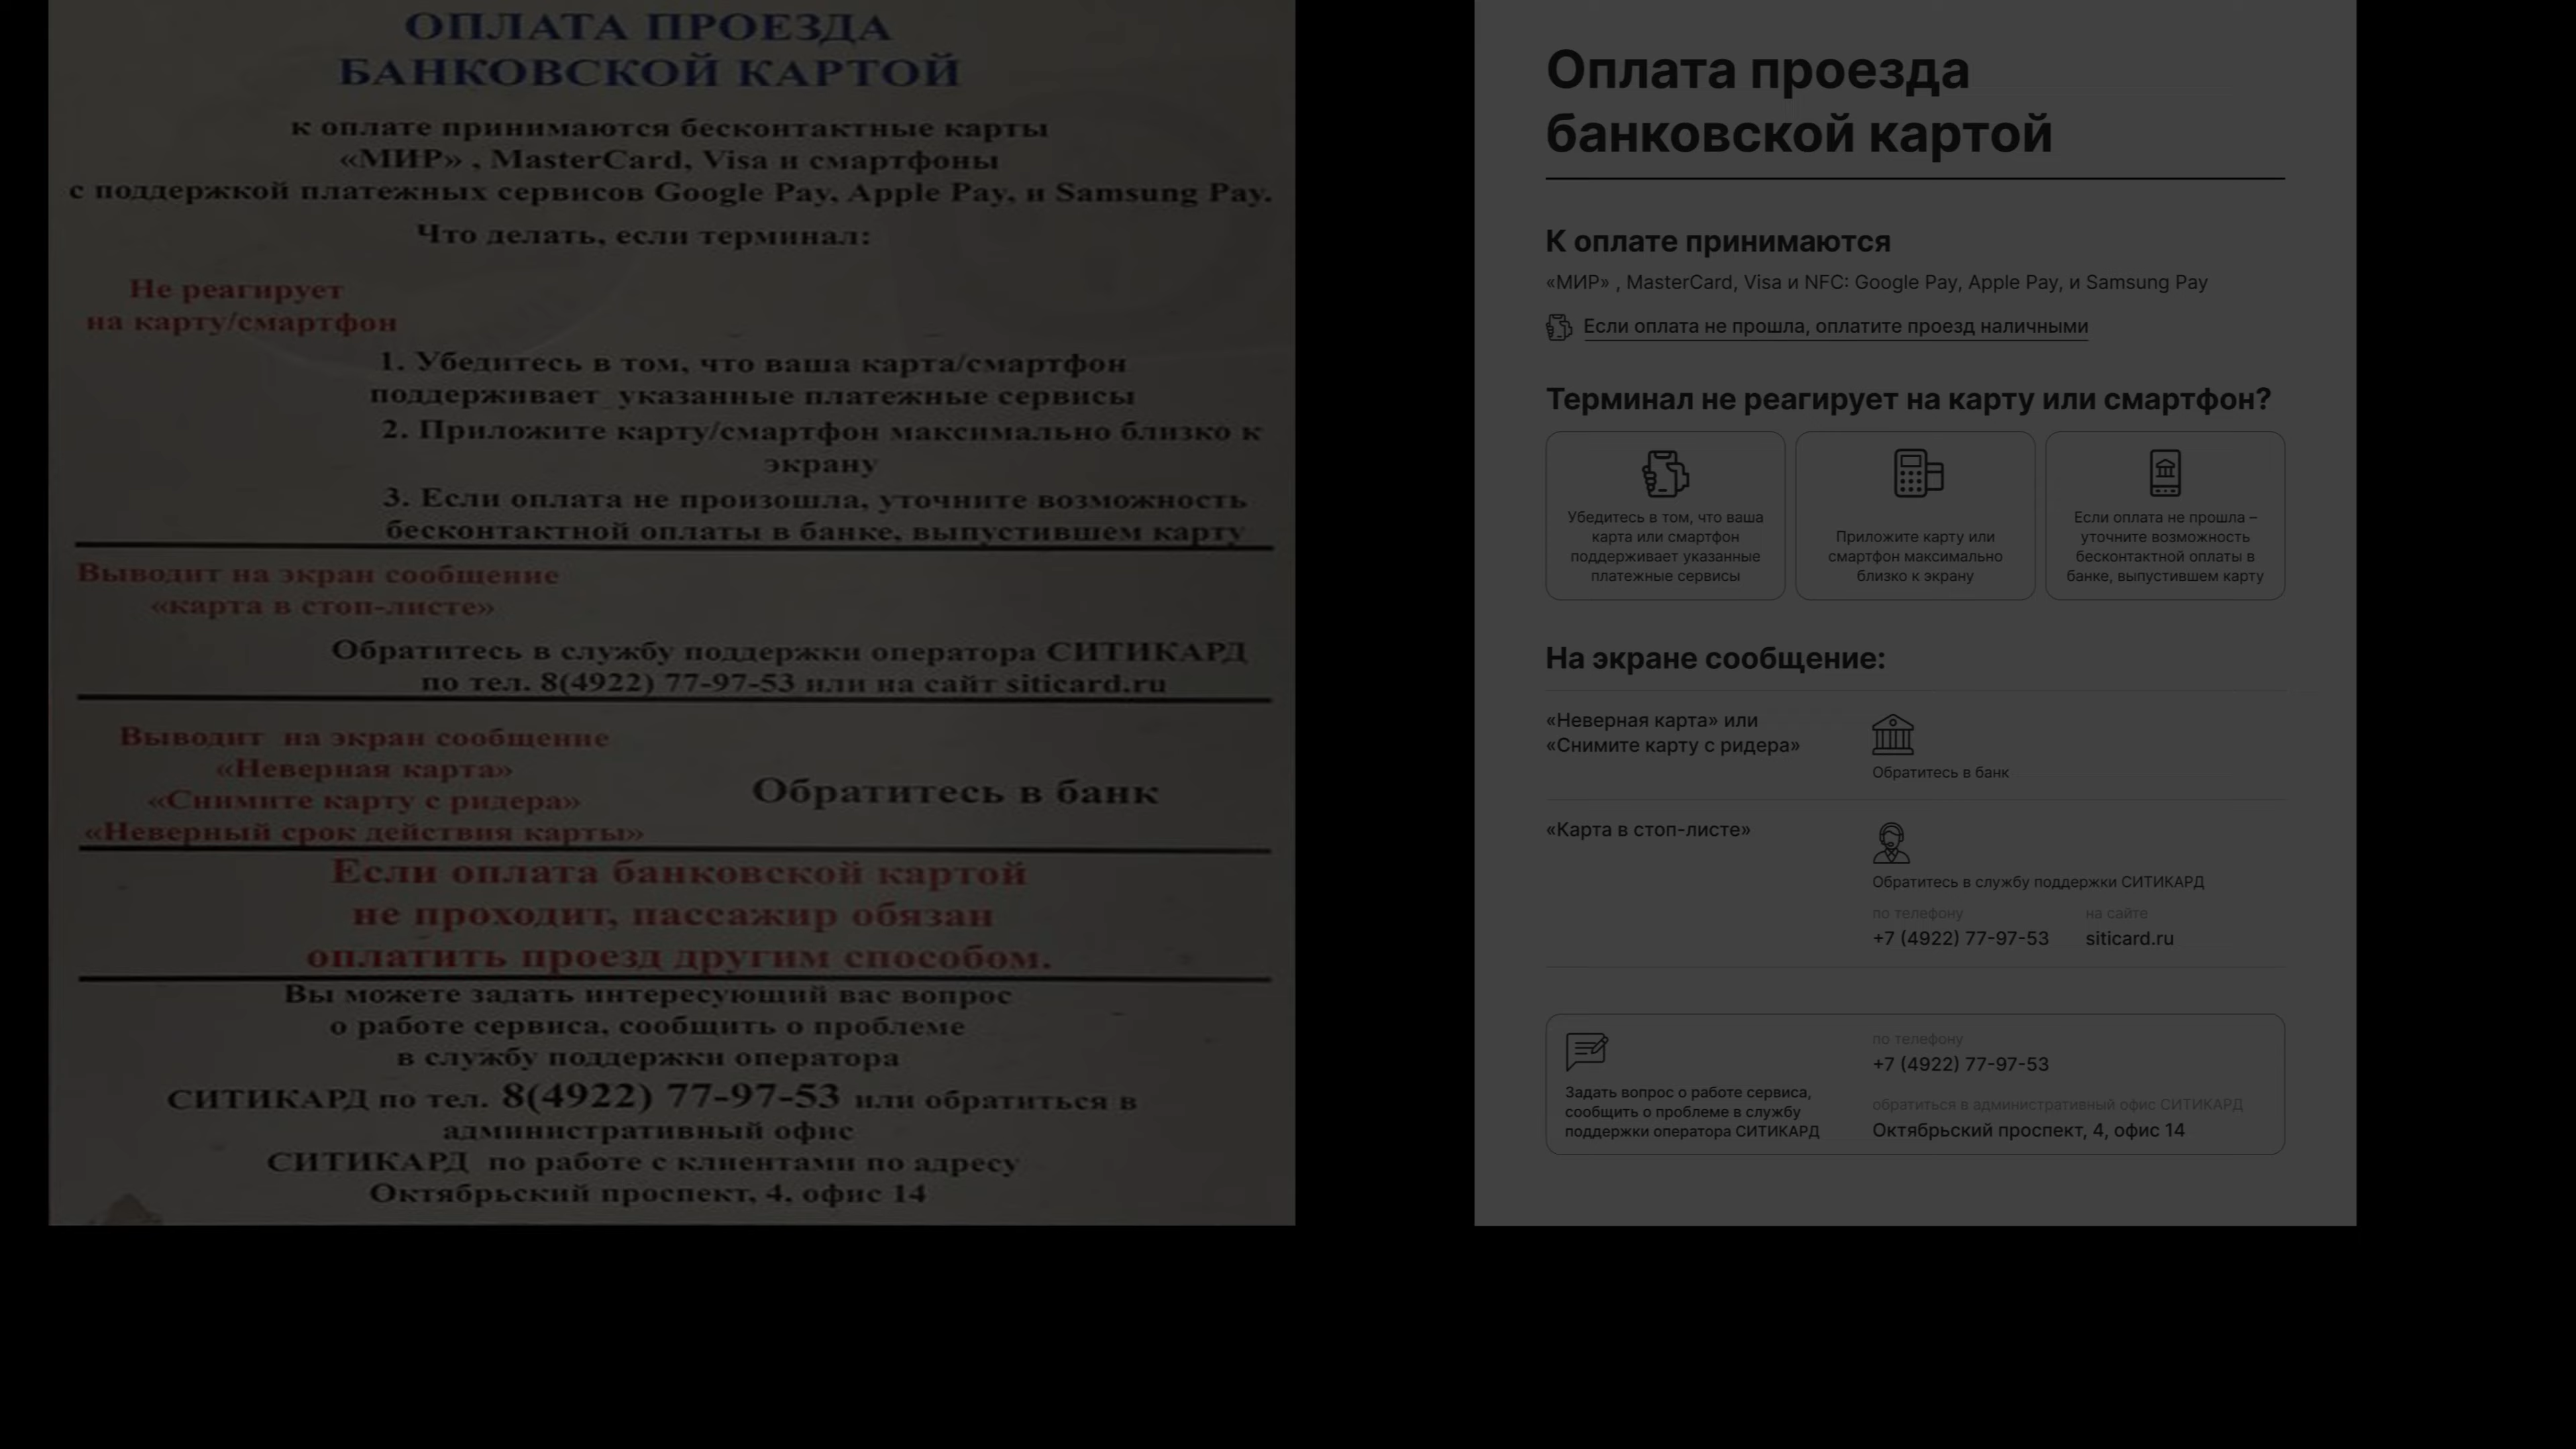 ОПЛАТА ПРОЕЗДА
БАНКОВСКОЙ КАРТОЙ
к оплате принимаются бесконтактные карты
«МИР» , MasterCard, Visa и смартфоны
с поддержкой платежных сервисов Google Pay, Apple Pay, и Samsung Pay.
Что делать, если терминал:
Не реагирует
на карту/смартфон
1. Убедитесь в том, что ваша карта/смартфон
поддерживает указанные платежные сервисы
2. Приложите карту/смартфон максимально близко к
экрану
3. Если оплата не произошла, уточните возможность
бесконтактной оплаты в банке, выпустившем карту
Выводит на экран сообщение
«карта в стоп-листе»
Обратитесь в службу поддержки оператора СИТИКАРД
по тел. 8(4922) 77-97-53 или на сайт siticard.ru
Выводит на экран сообщение
«Неверная карта»
«Снимите карту с ридера»
«Неверный срок действия карты»
Обратитесь в банк
Если оплата банковской картой
не проходит, пассажир обязан
оплатить проезд другим способом.
Вы можете задать интересующий вас вопрос
о работе сервиса, сообщить о проблеме
в службу поддержки оператора
СИТИКАРД по тел. 8(4922) 77-97-53 или обратиться в
административный офис
СИТИКАРД по работе с клиентами по адресу
Октябрьский проспект, 4, офис 14
Оплата проезда
банковской картой
К оплате принимаются
«МИР» , MasterCard, Visa и NFC: Google Pay, Apple Pay, и Samsung Pay
Если оплата не прошла, оплатите проезд наличными
Терминал не реагирует на карту или смартфон?
Убедитесь в том, что ваша
карта или смартфон
поддерживает указанные
платежные сервисы
Приложите карту или
смартфон максимально
близко к экрану
Если оплата не прошла –
уточните возможность
бесконтактной оплаты в
банке, выпустившем карту
На экране сообщение:
«Неверная карта» или
«Снимите карту с ридера»
Обратитесь в банк
«Карта в стоп-листе»
Обратитесь в службу поддержки СИТИКАРД
по телефону
+7 (4922) 77-97-53
на сайте
siticard.ru
Задать вопрос о работе сервиса,
сообщить о проблеме в службу
поддержки оператора СИТИКАРД
по телефону
+7 (4922) 77-97-53
обратиться в административный офис СИТИКАРД
Октябрьский проспект, 4, офис 14